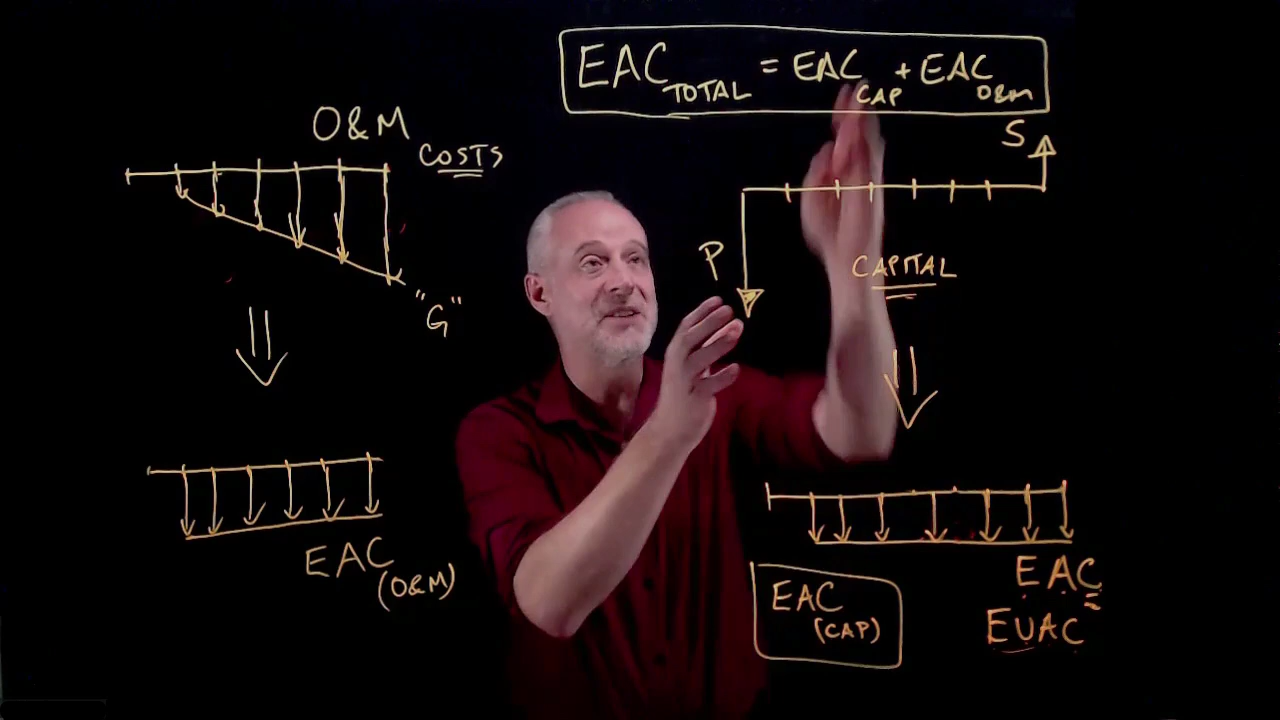 EAC TOTAL = EAC CAP + EAC O&M
O&M COSTS
"G"
EAC (O&M)
S
P
CAPITAL
EAC
EUAC
EAC (CAP)